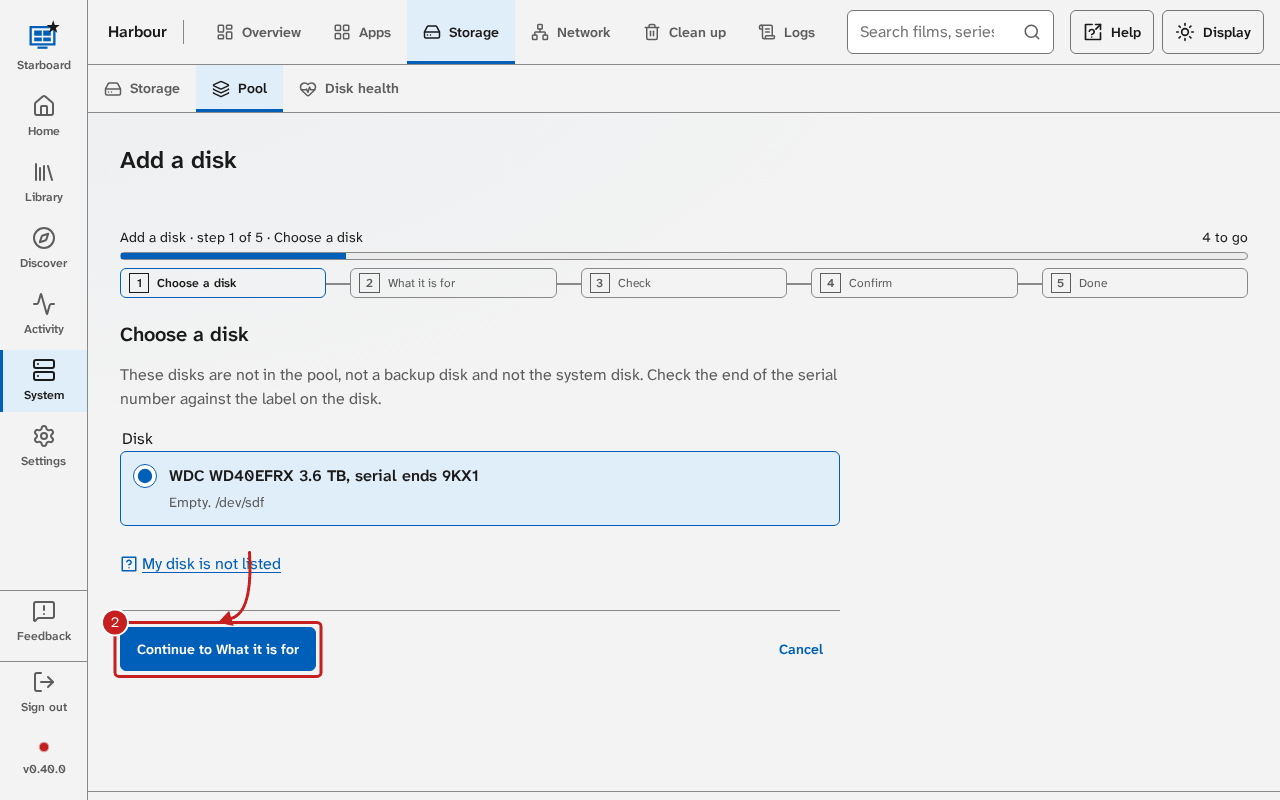 Starboard
Home
Library
Discover
Activity
System
Settings
Feedback
Sign out
v0.40.0
Harbour
Overview
Apps
Storage
Network
Clean up
Logs
Search films, series
Help
Display
Storage
Pool
Disk health
Add a disk
Add a disk · step 1 of 5 · Choose a disk
4 to go
1 Choose a disk
2 What it is for
3 Check
4 Confirm
5 Done
Choose a disk
These disks are not in the pool, not a backup disk and not the system disk. Check the end of the serial
number against the label on the disk.
Disk
WDC WD40EFRX 3.6 TB, serial ends 9KX1
Empty. /dev/sdf
My disk is not listed
2
Continue to What it is for
Cancel